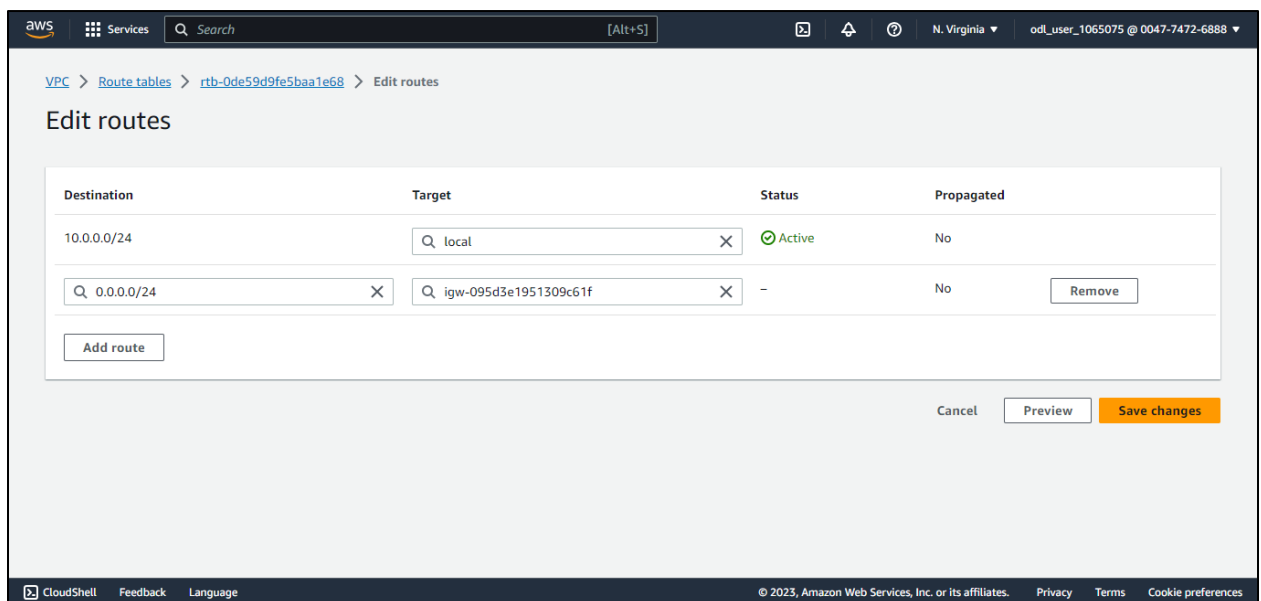 aws Services Search [Alt+S] N. Virginia odl_user_1065075 @ 0047-7472-6888
VPC > Route tables > rtb-0de59d9fe5baa1e68 > Edit routes
Edit routes
Destination Target Status Propagated
10.0.0.0/24 local Active No
0.0.0.0/24 igw-095d3e1951309c61f – No Remove
Add route
Cancel Preview Save changes
CloudShell Feedback Language © 2023, Amazon Web Services, Inc. or its affiliates. Privacy Terms Cookie preferences